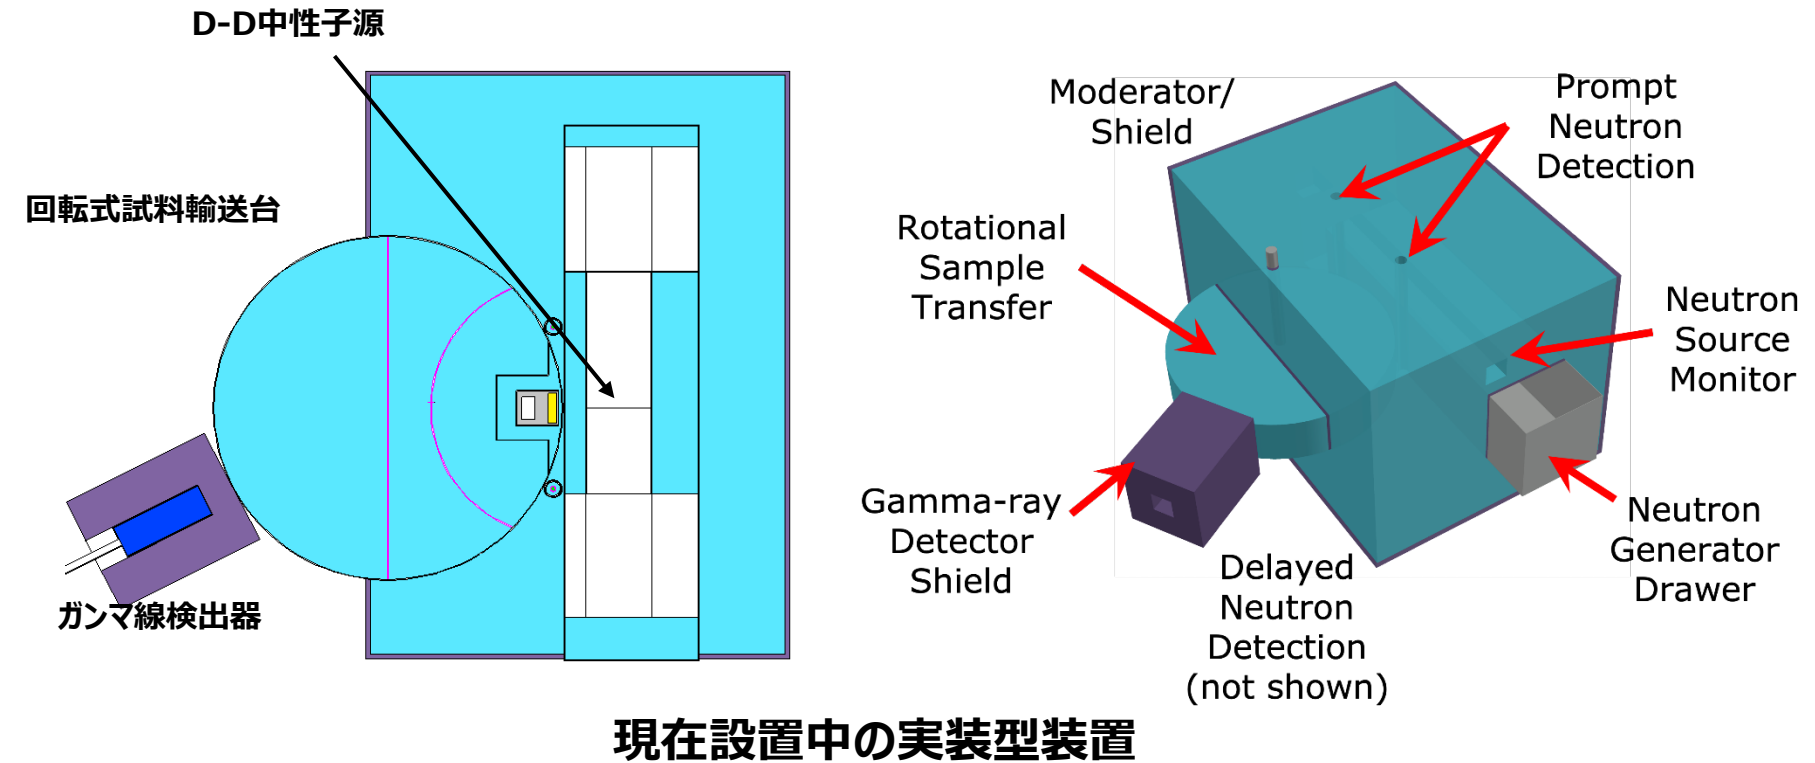 D-D中性子源
回転式試料輸送台
ガンマ線検出器
Moderator/
Shield
Prompt
Neutron
Detection
Rotational
Sample
Transfer
Neutron
Source
Monitor
Gamma-ray
Detector
Shield
Delayed
Neutron
Detection
(not shown)
Neutron
Generator
Drawer
現在設置中の実装型装置